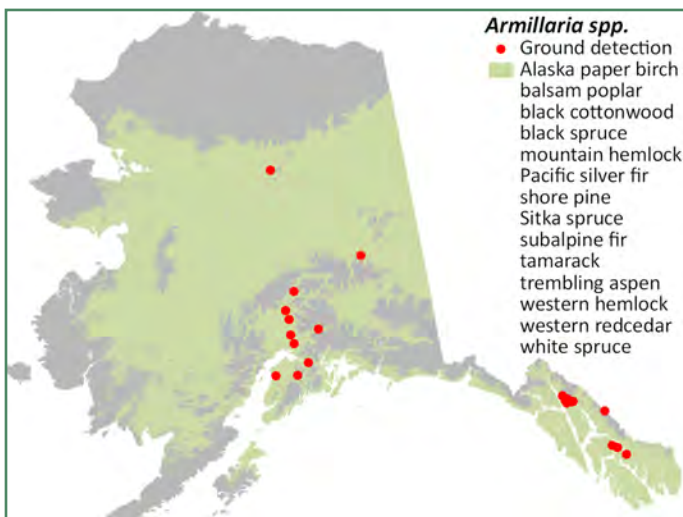 Armillaria spp.
Ground detection
Alaska paper birch
balsam poplar
black cottonwood
black spruce
mountain hemlock
Pacific silver fir
shore pine
Sitka spruce
subalpine fir
tamarack
trembling aspen
western hemlock
western redcedar
white spruce